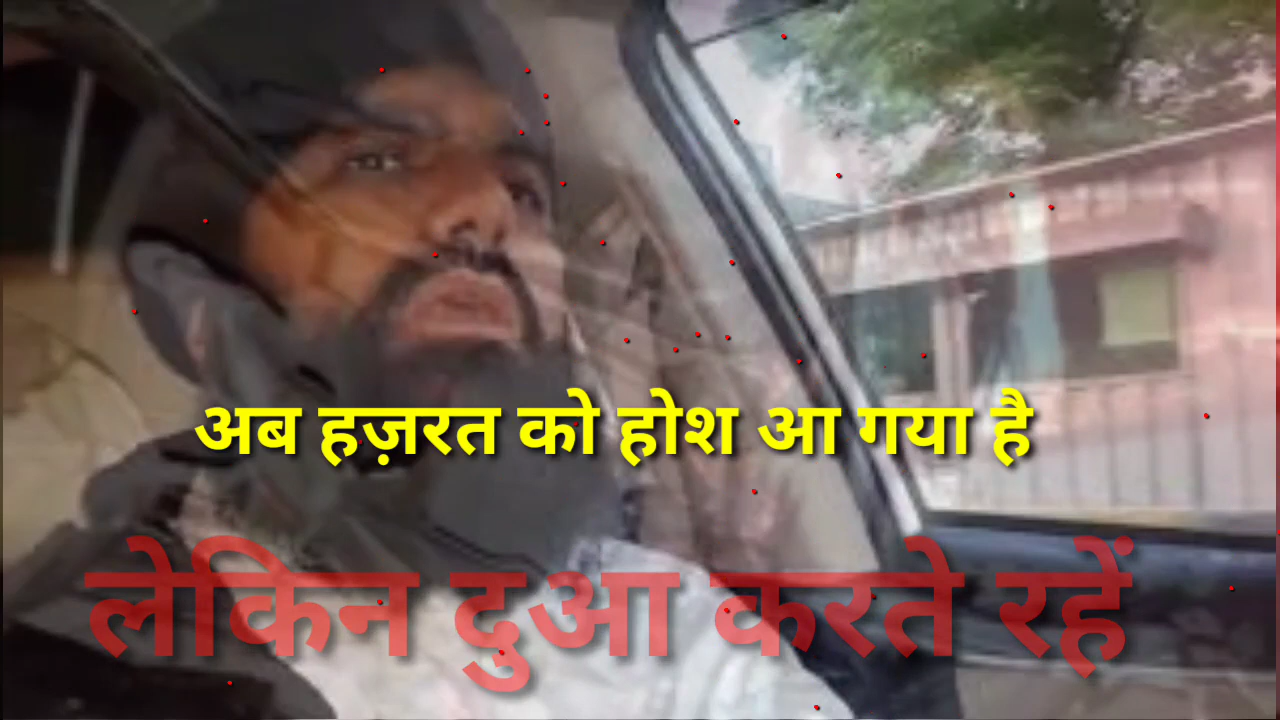 अब हज़रत को होश आ गया है
लेकिन दुआ करते रहें